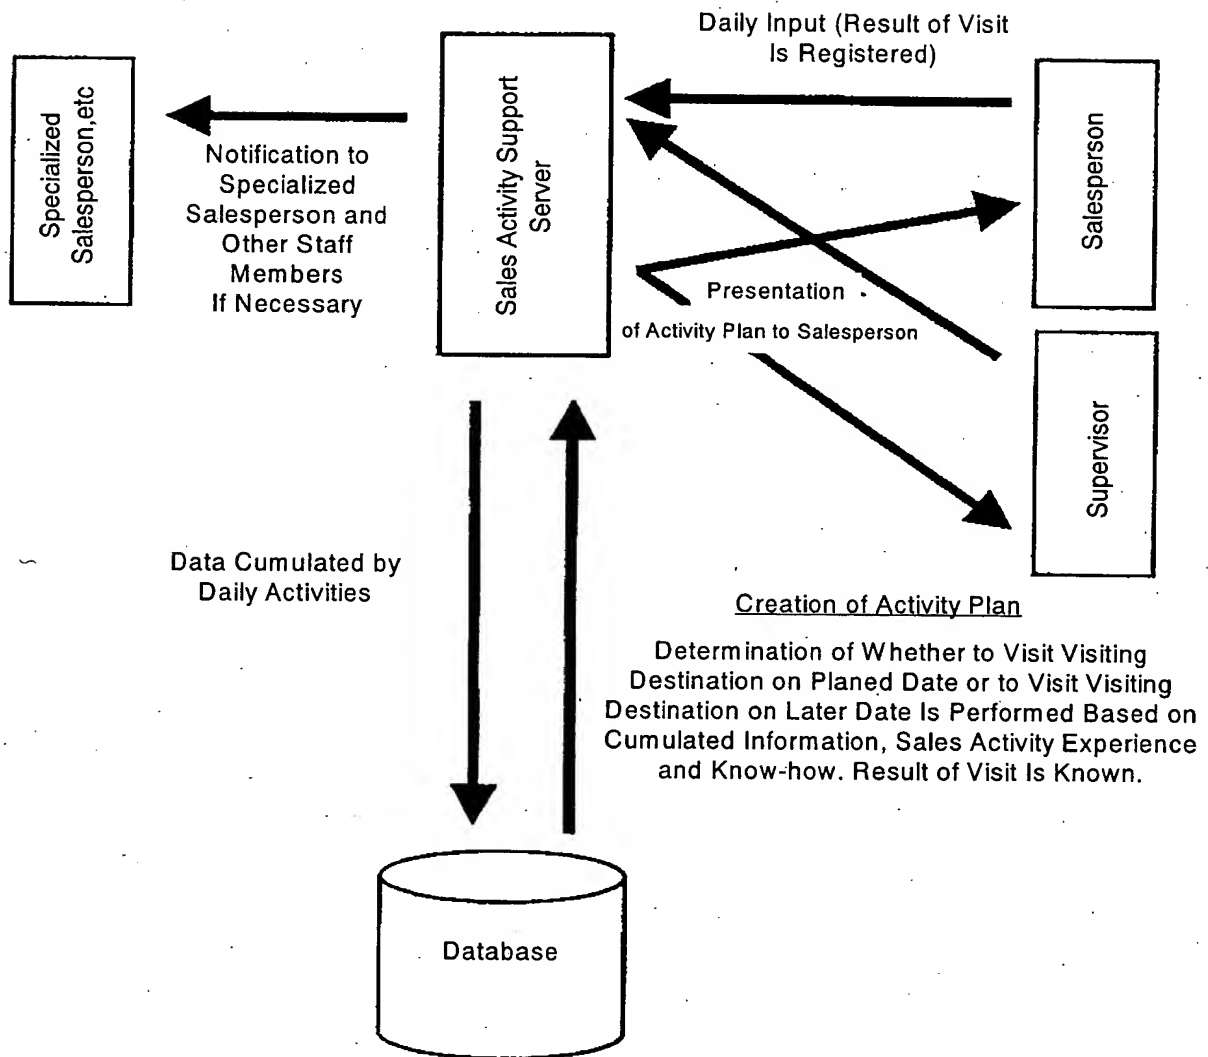 Daily Input (Result of Visit
Is Registered)
Specialized
Salesperson,etc
Notification to
Specialized
Salesperson and
Other Staff
Members
If Necessary
Sales Activity Support
Server
Salesperson
Presentation
of Activity Plan to Salesperson
Supervisor
Data Cumulated by
Daily Activities
Creation of Activity Plan
Determination of Whether to Visit Visiting
Destination on Planed Date or to Visit Visiting
Destination on Later Date Is Performed Based on
Cumulated Information, Sales Activity Experience
and Know-how. Result of Visit Is Known.
Database